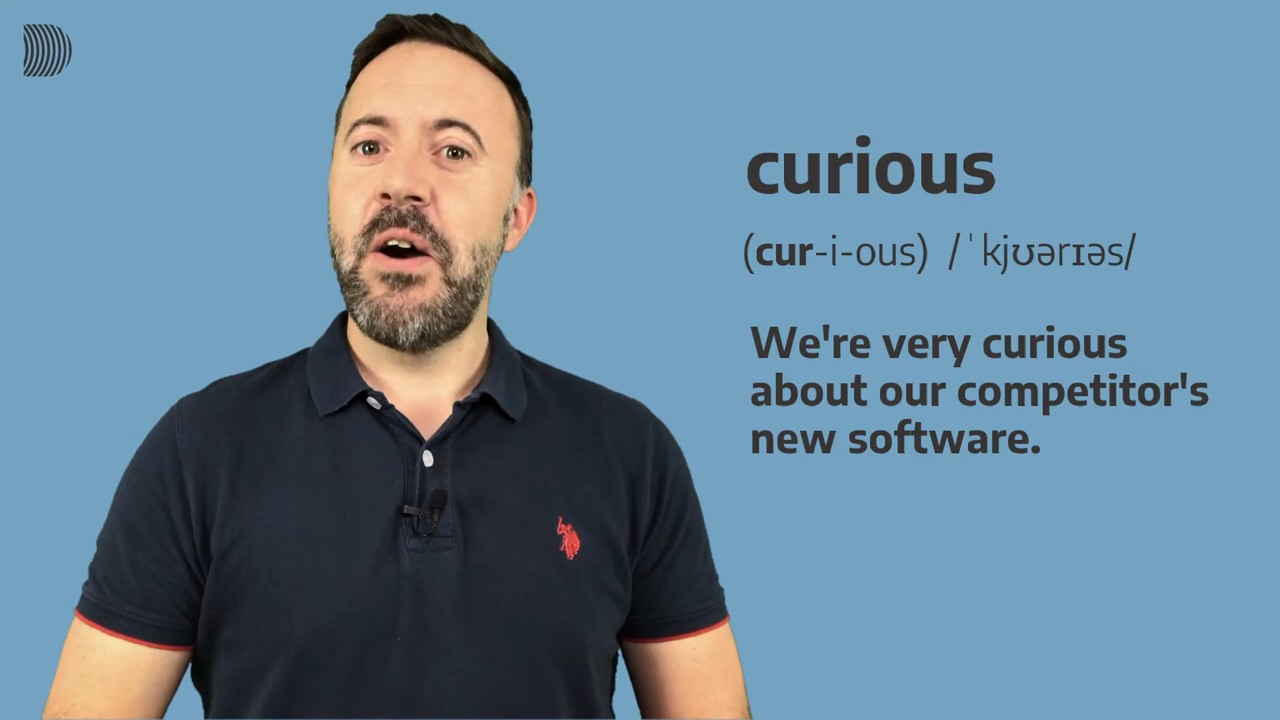 curious
(cur-i-ous) /ˈkjʊərɪəs/
We're very curious
about our competitor's
new software.